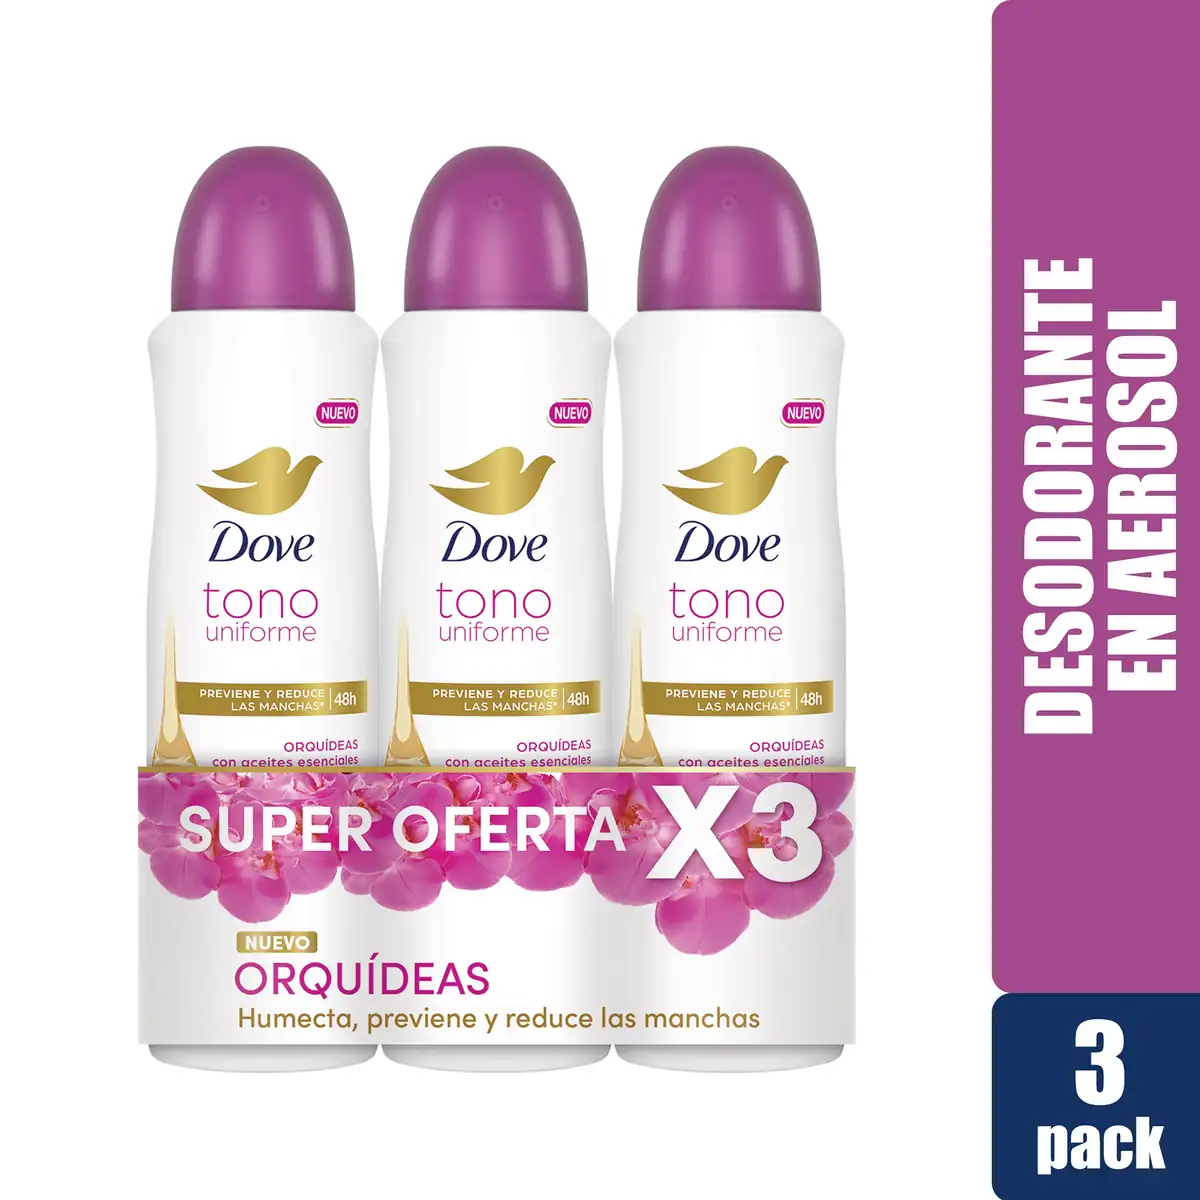 NUEVO
Dove
tono
uniforme
PREVIENE Y REDUCE
LAS MANCHAS*
48h
ORQUÍDEAS
con aceites esenciales
NUEVO
Dove
tono
uniforme
PREVIENE Y REDUCE
LAS MANCHAS*
48h
ORQUÍDEAS
con aceites esenciales
NUEVO
Dove
tono
uniforme
PREVIENE Y REDUCE
LAS MANCHAS*
48h
ORQUÍDEAS
con aceites esenciales
SUPER OFERTA X3
NUEVO
ORQUÍDEAS
Humecta, previene y reduce las manchas
DESODORANTE
EN AEROSOL
3
pack